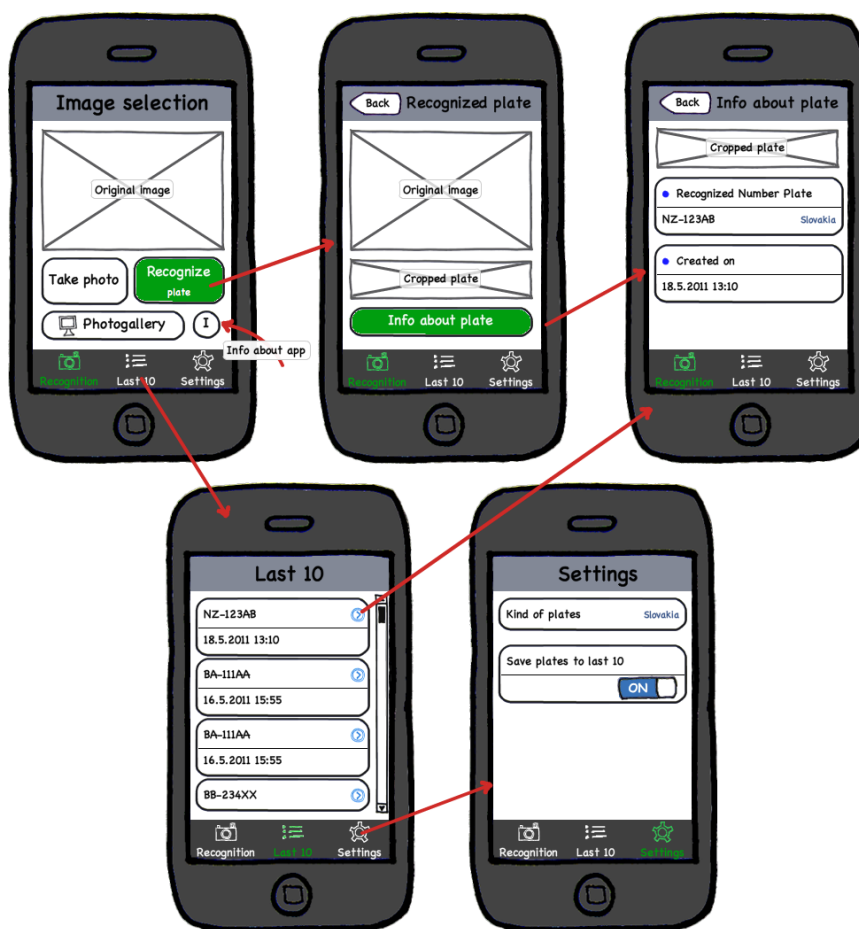 Image selection
Original image
Take photo
Recognize
plate
Photogallery
I
Info about app
Recognition
Last 10
Settings
Back
Recognized plate
Original image
Cropped plate
Info about plate
Recognition
Last 10
Settings
Back
Info about plate
Cropped plate
Recognized Number Plate
NZ-123AB
Slovakia
Created on
18.5.2011 13:10
Recognition
Last 10
Settings
Last 10
NZ-123AB
18.5.2011 13:10
BA-111AA
16.5.2011 15:55
BA-111AA
16.5.2011 15:55
BB-234XX
Recognition
Last 10
Settings
Settings
Kind of plates
Slovakia
Save plates to last 10
ON
Recognition
Last 10
Settings